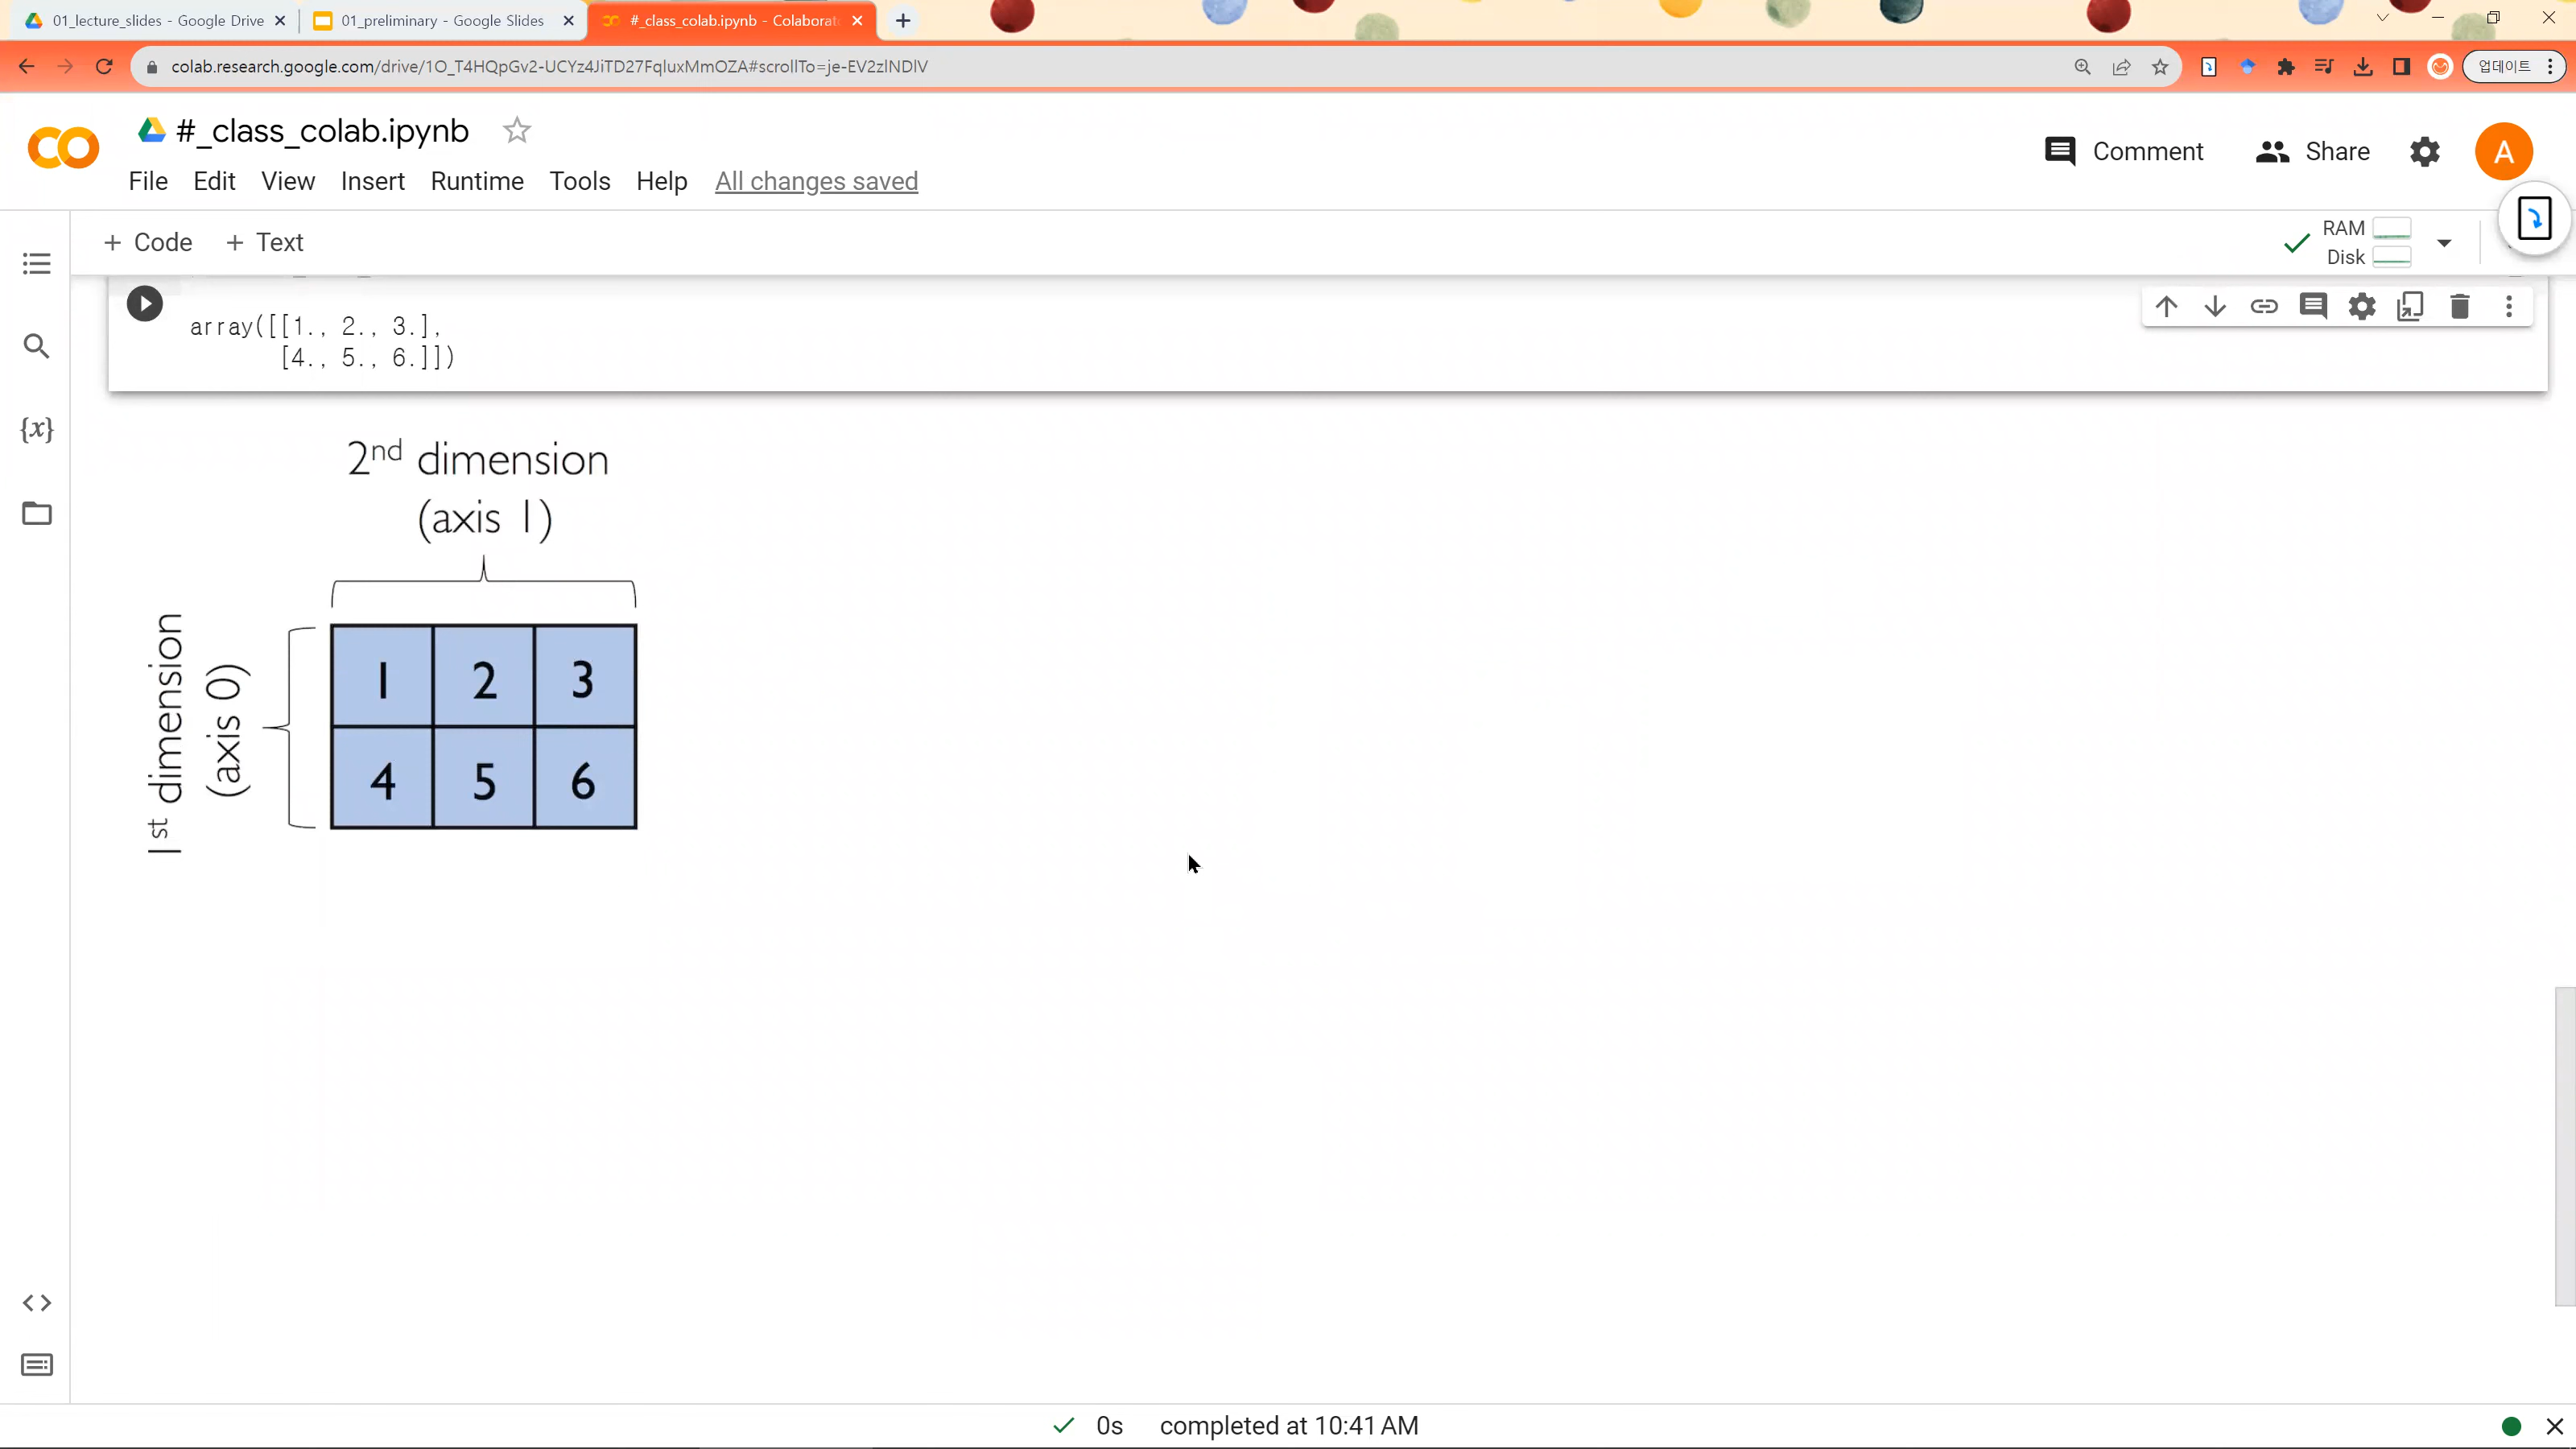 01_lecture_slides - Google Drive
01_preliminary - Google Slides
#_class_colab.ipynb - Colaborat
colab.research.google.com/drive/1O_T4HQpGv2-UCYz4JiTD27FqluxMmOZA#scrollTo=je-EV2zlNDlV
업데이트
#_class_colab.ipynb
Comment
Share
A
File Edit View Insert Runtime Tools Help All changes saved
+ Code + Text
RAM
Disk
array([[1., 2., 3.],
[4., 5., 6.]])
{x}
2nd dimension
(axis 1)
1st dimension
(axis 0)
1 2 3
4 5 6
0s completed at 10:41 AM